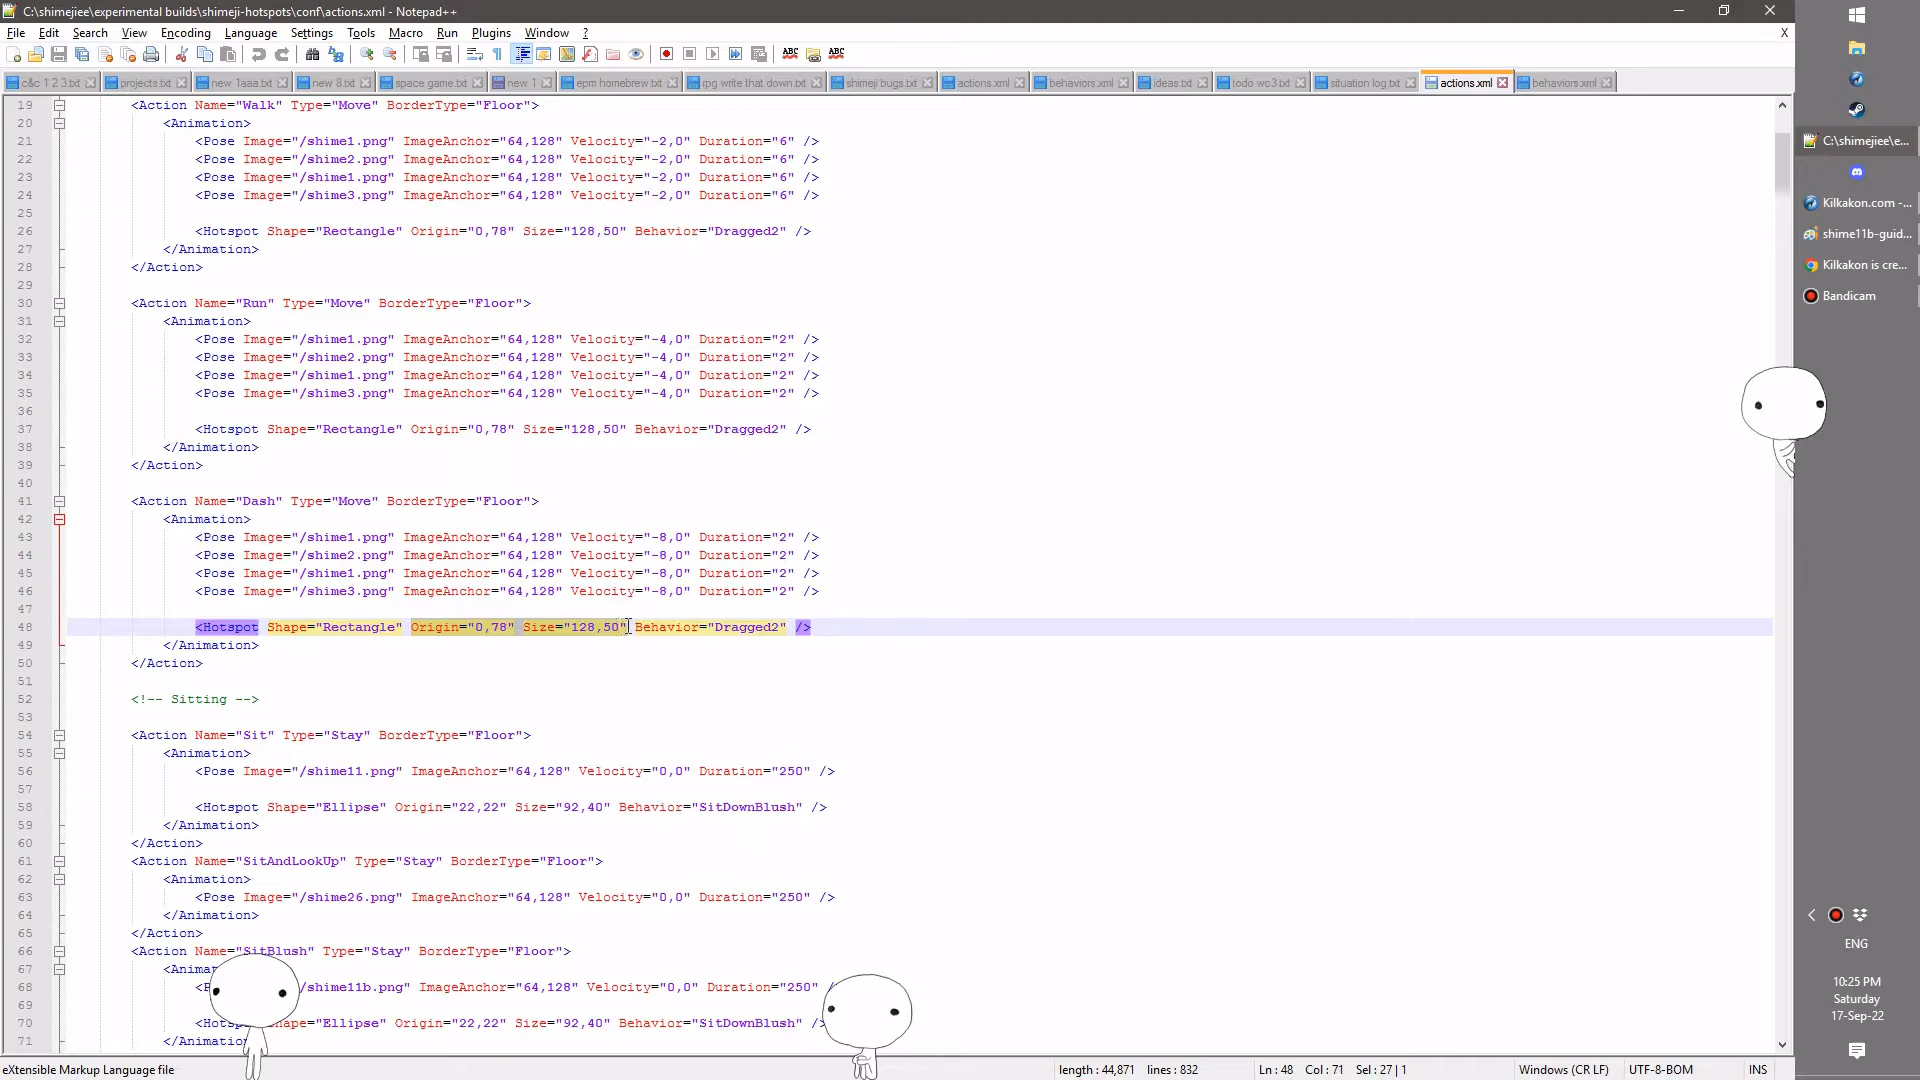 C:\shimejiee\experimental builds\shimeji-hotspots\conf\actions.xml - Notepad++
File Edit Search View Encoding Language Settings Tools Macro Run Plugins Window ? X
c&c 1 2 3.txt projects.txt new 1aaa.txt new 8.txt space game.txt new 1 epm homebrew.txt rpg write that down.txt shimeji bugs.txt actions.xml behaviors.xml ideas.txt todo wc3.txt situation log.txt actions.xml behaviors.xml
19 <Action Name="Walk" Type="Move" BorderType="Floor">
20 <Animation>
21 <Pose Image="/shime1.png" ImageAnchor="64,128" Velocity="-2,0" Duration="6" />
22 <Pose Image="/shime2.png" ImageAnchor="64,128" Velocity="-2,0" Duration="6" />
23 <Pose Image="/shime1.png" ImageAnchor="64,128" Velocity="-2,0" Duration="6" />
24 <Pose Image="/shime3.png" ImageAnchor="64,128" Velocity="-2,0" Duration="6" />
25
26 <Hotspot Shape="Rectangle" Origin="0,78" Size="128,50" Behavior="Dragged2" />
27 </Animation>
28 </Action>
29
30 <Action Name="Run" Type="Move" BorderType="Floor">
31 <Animation>
32 <Pose Image="/shime1.png" ImageAnchor="64,128" Velocity="-4,0" Duration="2" />
33 <Pose Image="/shime2.png" ImageAnchor="64,128" Velocity="-4,0" Duration="2" />
34 <Pose Image="/shime1.png" ImageAnchor="64,128" Velocity="-4,0" Duration="2" />
35 <Pose Image="/shime3.png" ImageAnchor="64,128" Velocity="-4,0" Duration="2" />
36
37 <Hotspot Shape="Rectangle" Origin="0,78" Size="128,50" Behavior="Dragged2" />
38 </Animation>
39 </Action>
40
41 <Action Name="Dash" Type="Move" BorderType="Floor">
42 <Animation>
43 <Pose Image="/shime1.png" ImageAnchor="64,128" Velocity="-8,0" Duration="2" />
44 <Pose Image="/shime2.png" ImageAnchor="64,128" Velocity="-8,0" Duration="2" />
45 <Pose Image="/shime1.png" ImageAnchor="64,128" Velocity="-8,0" Duration="2" />
46 <Pose Image="/shime3.png" ImageAnchor="64,128" Velocity="-8,0" Duration="2" />
47
48 <Hotspot Shape="Rectangle" Origin="0,78" Size="128,50" Behavior="Dragged2" />
49 </Animation>
50 </Action>
51
52 <!-- Sitting -->
53
54 <Action Name="Sit" Type="Stay" BorderType="Floor">
55 <Animation>
56 <Pose Image="/shime11.png" ImageAnchor="64,128" Velocity="0,0" Duration="250" />
57
58 <Hotspot Shape="Ellipse" Origin="22,22" Size="92,40" Behavior="SitDownBlush" />
59 </Animation>
60 </Action>
61 <Action Name="SitAndLookUp" Type="Stay" BorderType="Floor">
62 <Animation>
63 <Pose Image="/shime26.png" ImageAnchor="64,128" Velocity="0,0" Duration="250" />
64 </Animation>
65 </Action>
66 <Action Name="SitBlush" Type="Stay" BorderType="Floor">
67 <Anima
68 <P /shime11b.png" ImageAnchor="64,128" Velocity="0,0" Duration="250" /
69
70 <Hots hape="Ellipse" Origin="22,22" Size="92,40" Behavior="SitDownBlush" />
71 </Animation
eXtensible Markup Language file length : 44,871 lines : 832 Ln : 48 Col : 71 Sel : 27 | 1 Windows (CR LF) UTF-8-BOM INS
C:\shimejiee\e...
Kilkakon.com -...
shime11b-guid...
Kilkakon is cre...
Bandicam
ENG
10:25 PM
Saturday
17-Sep-22